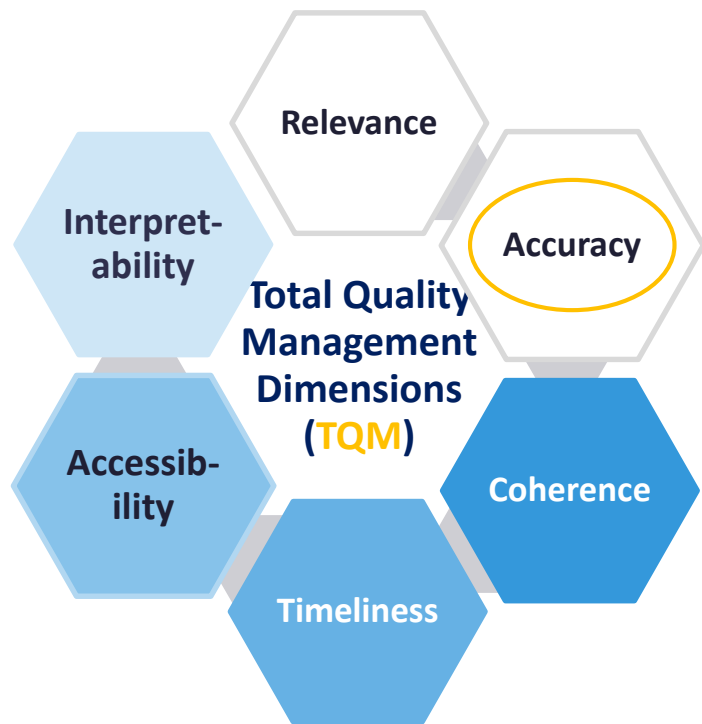 Relevance
Accuracy
Coherence
Timeliness
Accessib-
ility
Interpret-
ability
Total Quality
Management
Dimensions
(TQM)